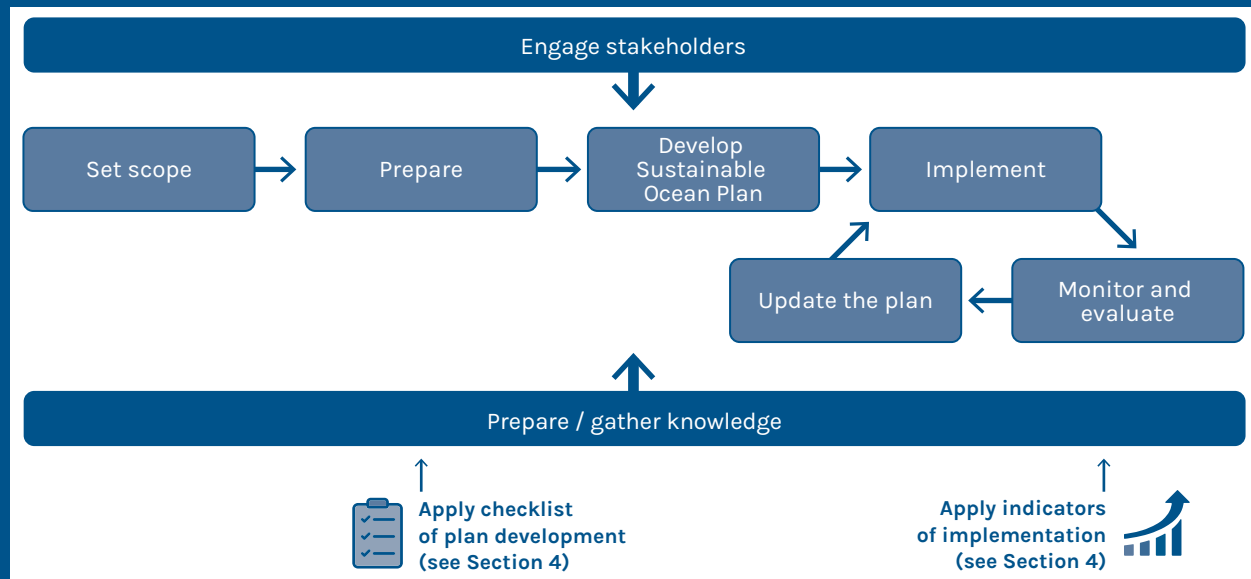 Engage stakeholders
Set scope
Prepare
Develop
Sustainable
Ocean Plan
Implement
Update the plan
Monitor and
evaluate
Prepare / gather knowledge
Apply checklist
of plan development
(see Section 4)
Apply indicators
of implementation
(see Section 4)